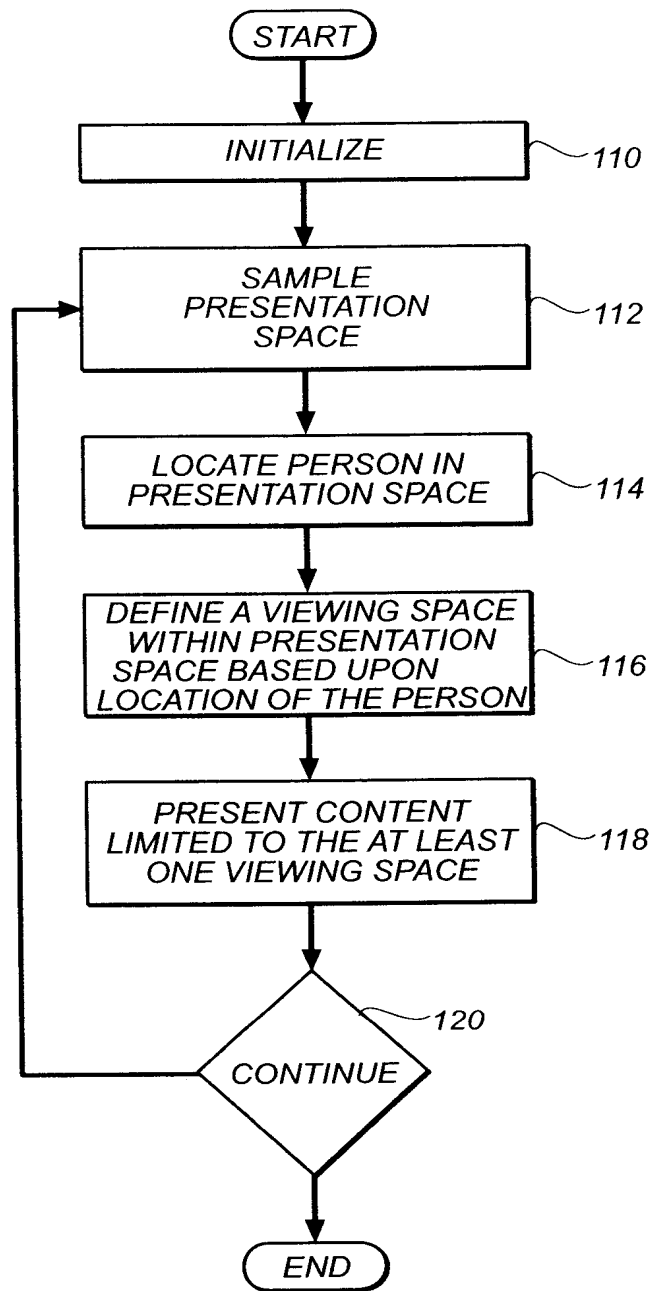 START
INITIALIZE
110
SAMPLE
PRESENTATION
SPACE
112
LOCATE PERSON IN
PRESENTATION SPACE
114
DEFINE A VIEWING SPACE
WITHIN PRESENTATION
SPACE BASED UPON
LOCATION OF THE PERSON
116
PRESENT CONTENT
LIMITED TO THE AT LEAST
ONE VIEWING SPACE
118
120
CONTINUE
END